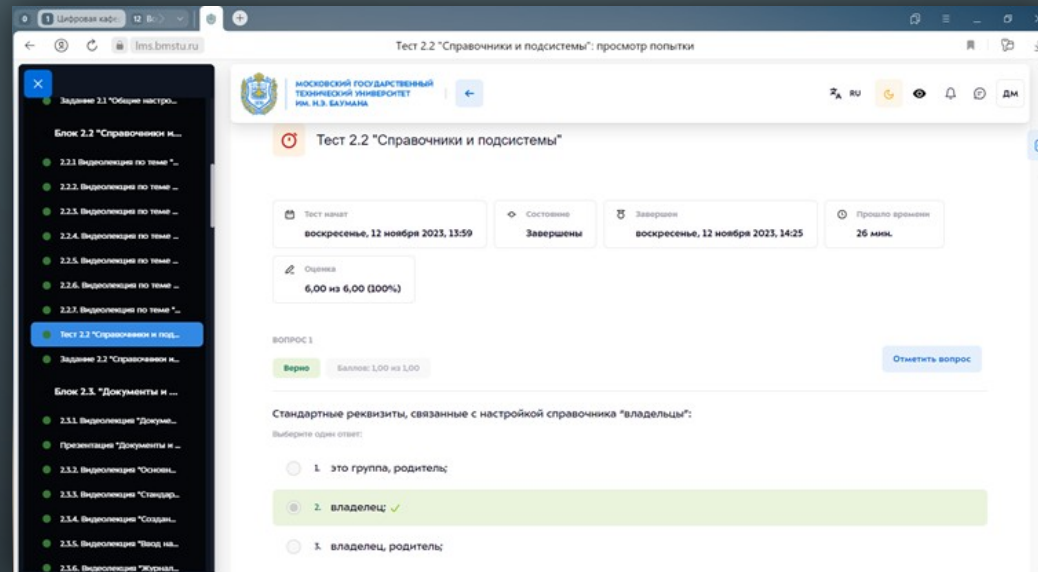 0
1 Цифровая кафе
12 Во
lms.bmstu.ru
Тест 2.2 "Справочники и подсистемы": просмотр попытки
Задание 2.1 "Общие настро...
Блок 2.2 "Справочники и...
2.2.1 Видеолекция по теме "...
2.2.2. Видеолекция по теме ...
2.2.3. Видеолекция по теме ...
2.2.4. Видеолекция по теме ...
2.2.5. Видеолекция по теме ...
2.2.6. Видеолекция по теме ...
2.2.7. Видеолекция по теме "...
Тест 2.2 "Справочники и под...
Задание 2.2 "Справочники и...
Блок 2.3. "Документы и ...
2.3.1. Видеолекция "Докуме...
Презентация "Документы и ...
2.3.2. Видеолекция "Основн...
2.3.3. Видеолекция "Стандар...
2.3.4. Видеолекция "Создан...
2.3.5. Видеолекция "Ввод на...
2.3.6. Видеолекция "Журнал...
МОСКОВСКИЙ ГОСУДАРСТВЕННЫЙ
ТЕХНИЧЕСКИЙ УНИВЕРСИТЕТ
ИМ. Н.Э. БАУМАНА
RU
ДМ
Тест 2.2 "Справочники и подсистемы"
Тест начат
воскресенье, 12 ноября 2023, 13:59
Состояние
Завершены
Завершен
воскресенье, 12 ноября 2023, 14:25
Прошло времени
26 мин.
Оценка
6,00 из 6,00 (100%)
ВОПРОС 1
Верно
Баллов: 1,00 из 1,00
Отметить вопрос
Стандартные реквизиты, связанные с настройкой справочника "владельцы":
Выберите один ответ:
1. это группа, родитель;
2. владелец;
3. владелец, родитель;